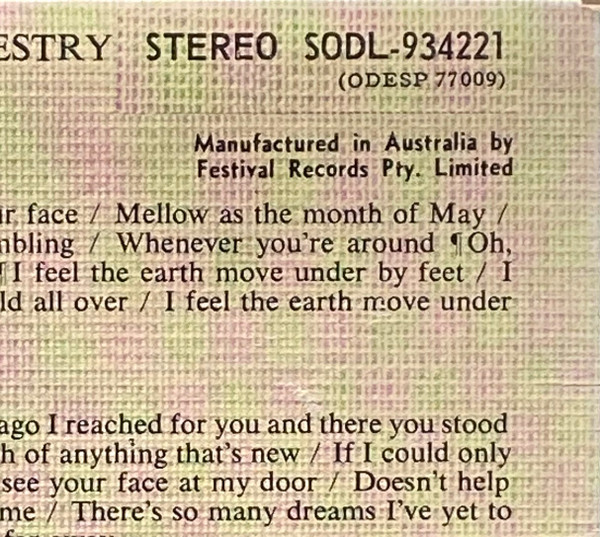 ESTRY STEREO SODL-934221
(ODESP 77009)
Manufactured in Australia by
Festival Records Pty. Limited
face / Mellow as the month of May /
/ Whenever you're around ¶Oh,
¶I feel the earth move under by feet / I
all over / I feel the earth move under
ago I reached for you and there you stood
of anything that's new / If I could only
see your face at my door / Doesn't help
me / There's so many dreams I've yet to